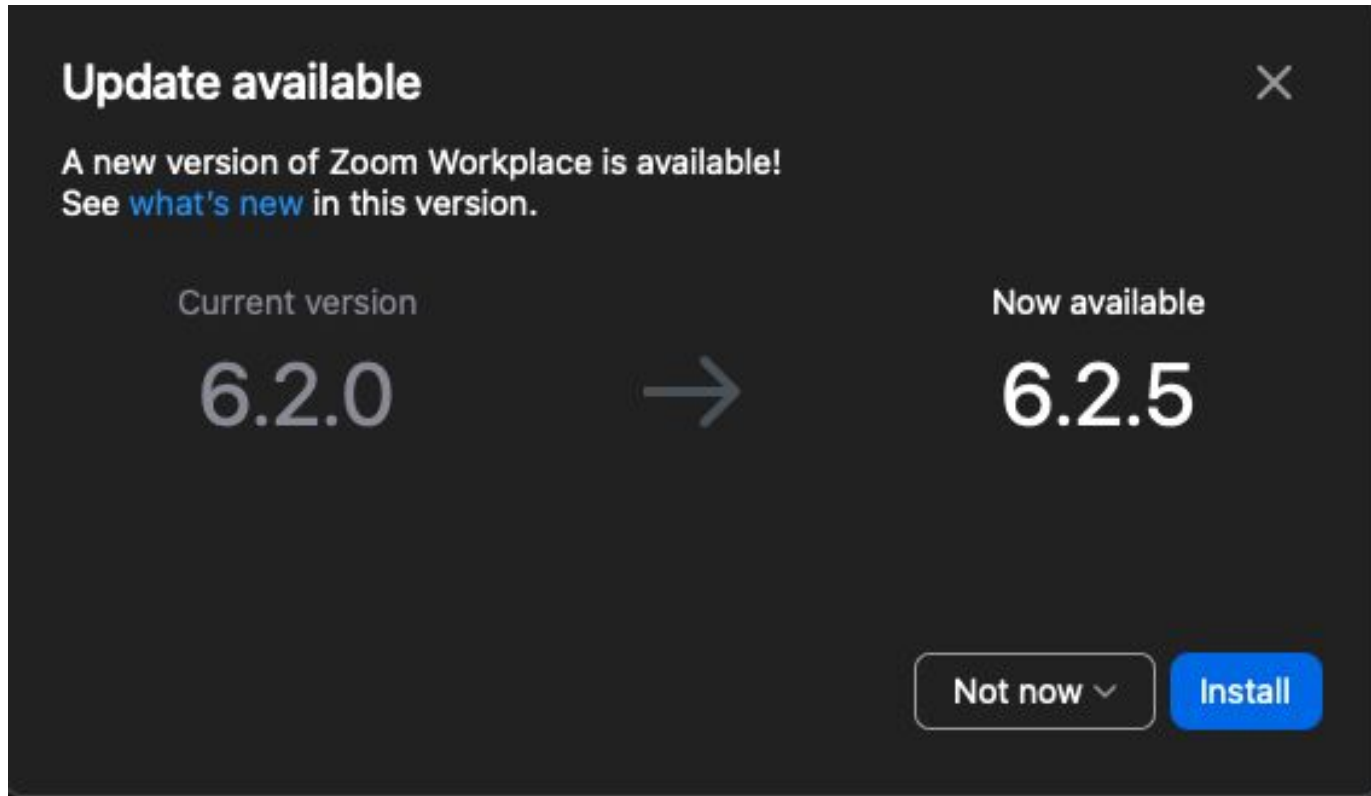 Update available
A new version of Zoom Workplace is available!
See what's new in this version.
Current version
6.2.0
Now available
6.2.5
Not now
Install